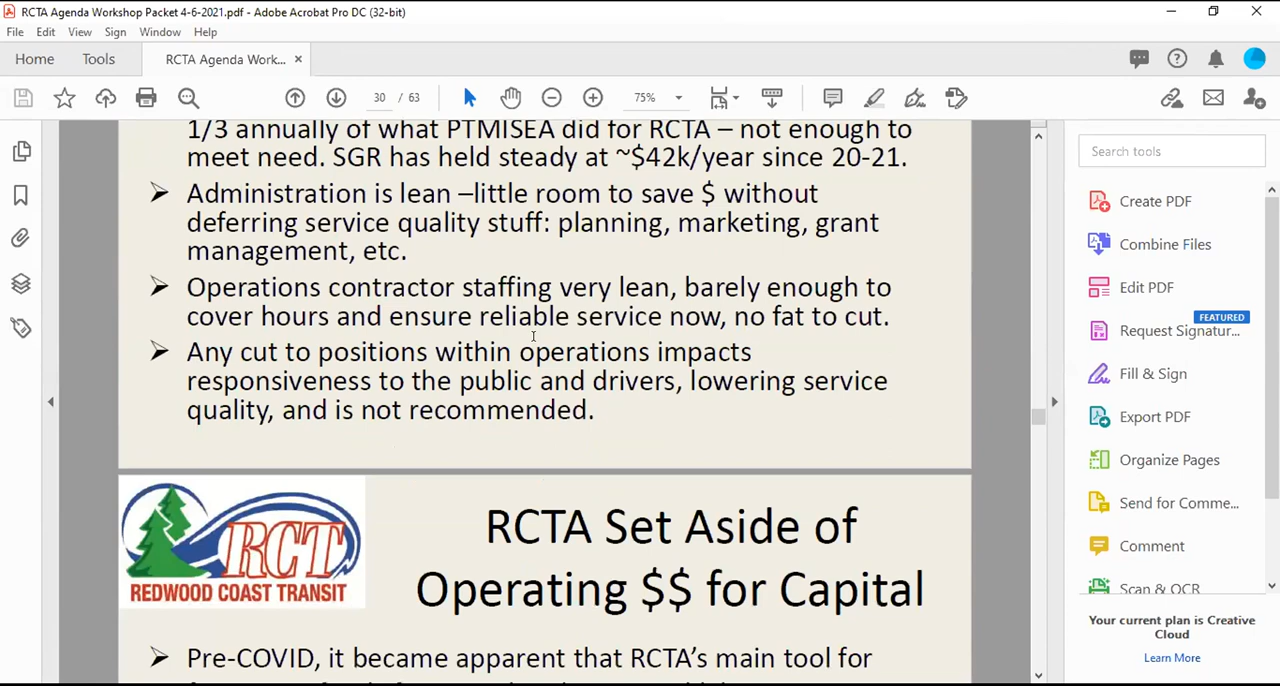 RCTA Agenda Workshop Packet 4-6-2021.pdf - Adobe Acrobat Pro DC (32-bit)
File Edit View Sign Window Help
Home Tools RCTA Agenda Work... ×
30 / 63 75%
1/3 annually of what PTMISEA did for RCTA – not enough to
meet need. SGR has held steady at ~$42k/year since 20-21.
➢ Administration is lean –little room to save $ without
deferring service quality stuff: planning, marketing, grant
management, etc.
➢ Operations contractor staffing very lean, barely enough to
cover hours and ensure reliable service now, no fat to cut.
➢ Any cut to positions within operations impacts
responsiveness to the public and drivers, lowering service
quality, and is not recommended.
RCT
REDWOOD COAST TRANSIT
RCTA Set Aside of
Operating $$ for Capital
➢ Pre-COVID, it became apparent that RCTA's main tool for
Search tools
Create PDF
Combine Files
Edit PDF
FEATURED
Request Signatur...
Fill & Sign
Export PDF
Organize Pages
Send for Comme...
Comment
Scan & OCR
Your current plan is Creative
Cloud
Learn More